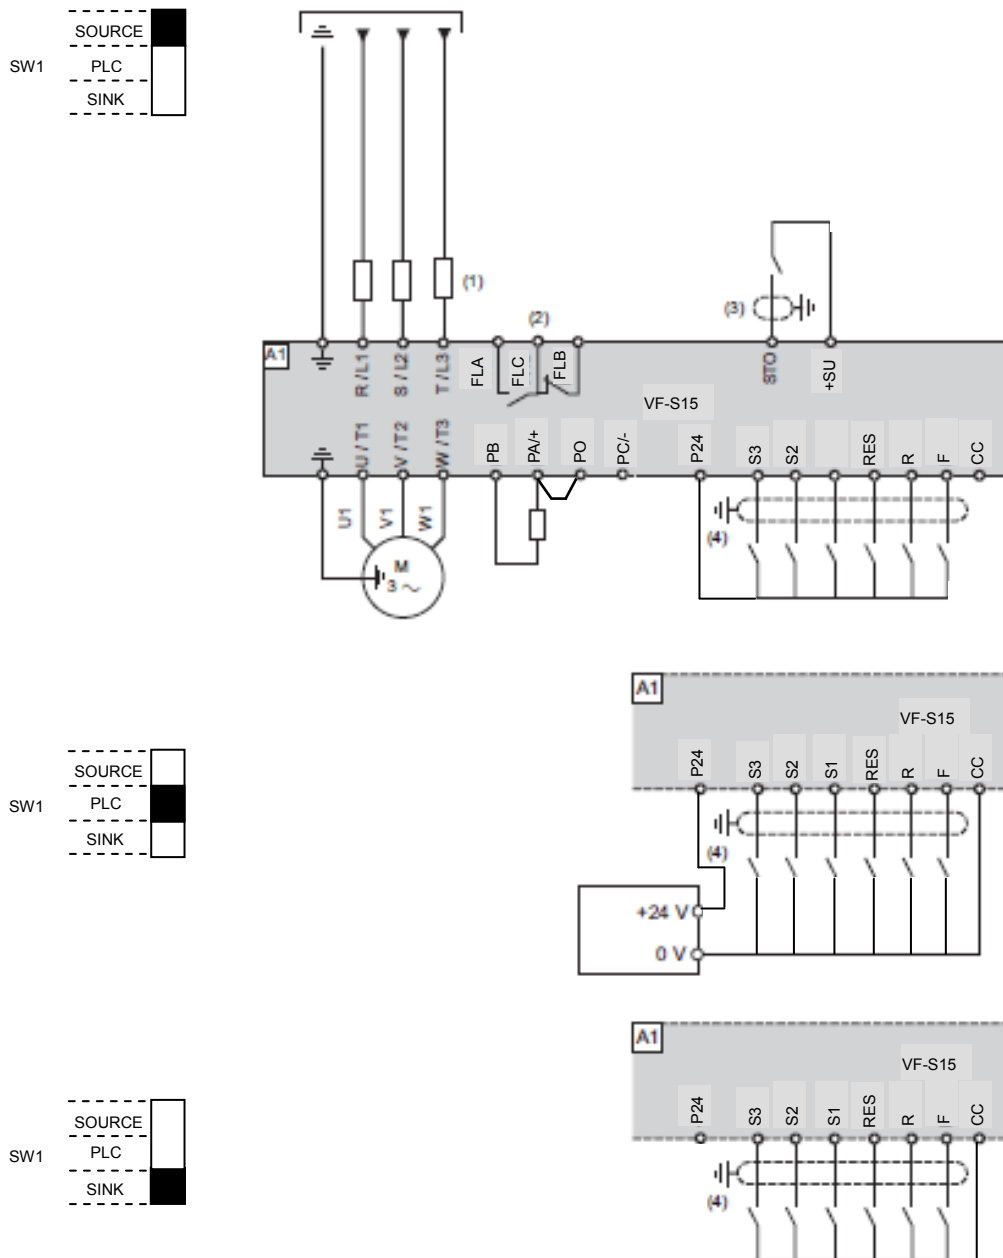 SOURCE
SW1 PLC
SINK
(1)
(2)
(3)
A1
R / L1
S / L2
T / L3
FLA
FLC
FLB
STO
+SU
VF-S15
U / T1
V / T2
W / T3
PB
PA/+
PO
PC/-
P24
S3
S2
RES
R
F
CC
U1
V1
W1
(4)
M
3 ~
A1
VF-S15
SOURCE
SW1 PLC
SINK
P24
S3
S2
S1
RES
R
F
CC
(4)
+24 V
0 V
A1
VF-S15
SOURCE
SW1 PLC
SINK
P24
S3
S2
S1
RES
R
F
CC
(4)